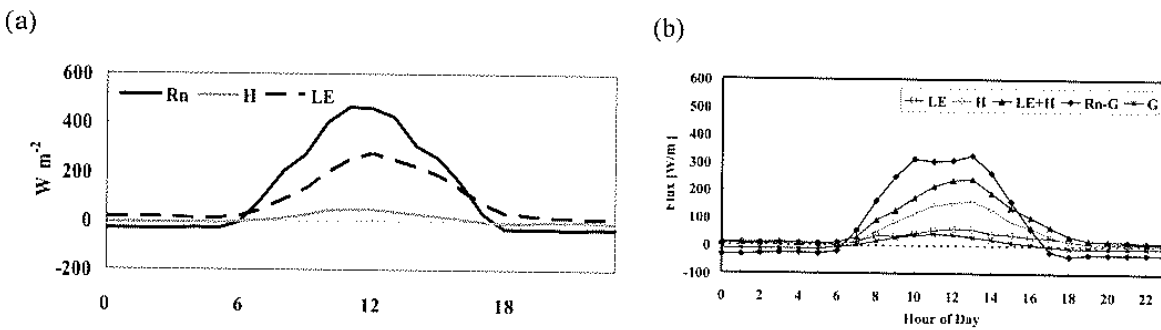 (a)
600
Rn H LE
400
200
0
-200
W m-2
0 6 12 18
(b)
600
500
400
300
200
100
0
-100
Flux [W/m]
LE H LE+H Rn-G G
0 2 4 6 8 10 12 14 16 18 20 22
Hour of Day